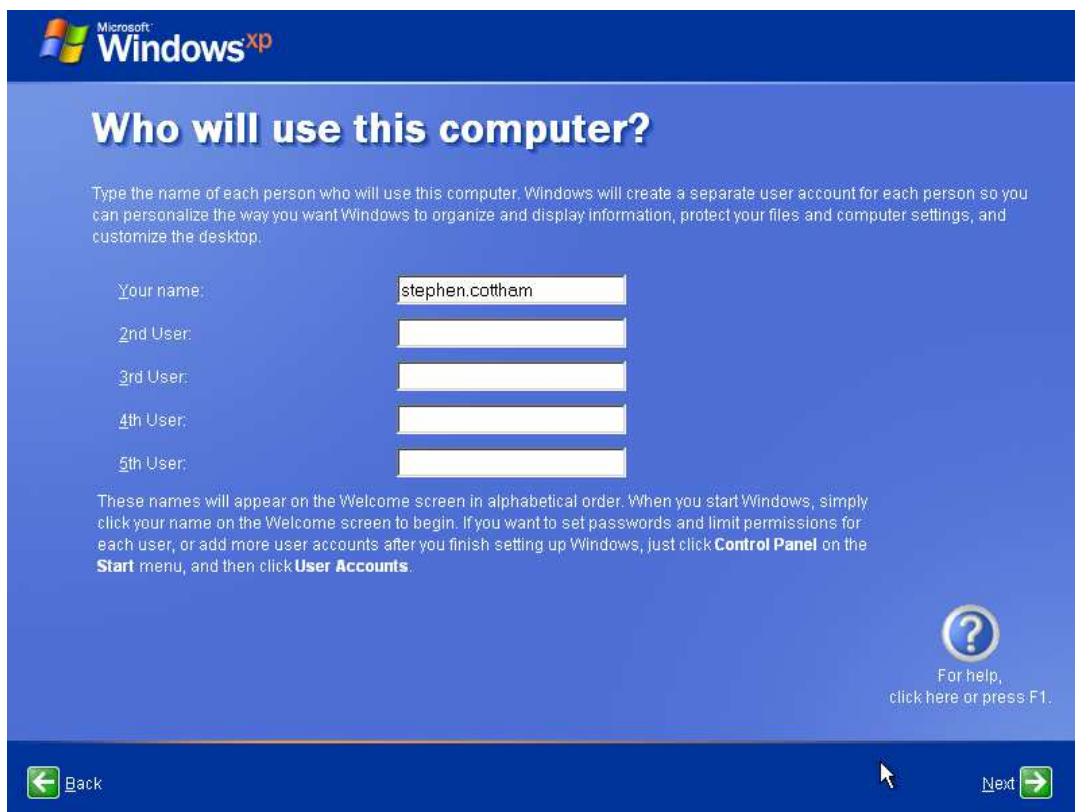 Microsoft®
Windows xp
Who will use this computer?
Type the name of each person who will use this computer. Windows will create a separate user account for each person so you
can personalize the way you want Windows to organize and display information, protect your files and computer settings, and
customize the desktop.
Your name: stephen.cottham
2nd User:
3rd User:
4th User:
5th User:
These names will appear on the Welcome screen in alphabetical order. When you start Windows, simply
click your name on the Welcome screen to begin. If you want to set passwords and limit permissions for
each user, or add more user accounts after you finish setting up Windows, just click Control Panel on the
Start menu, and then click User Accounts.
For help,
click here or press F1.
Back
Next